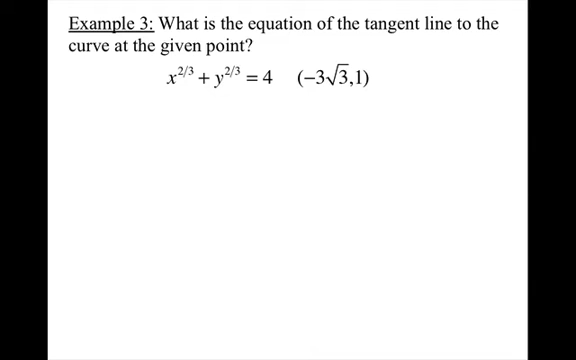 Example 3: What is the equation of the tangent line to the
curve at the given point?
x^{2/3} + y^{2/3} = 4 (−3√3,1)